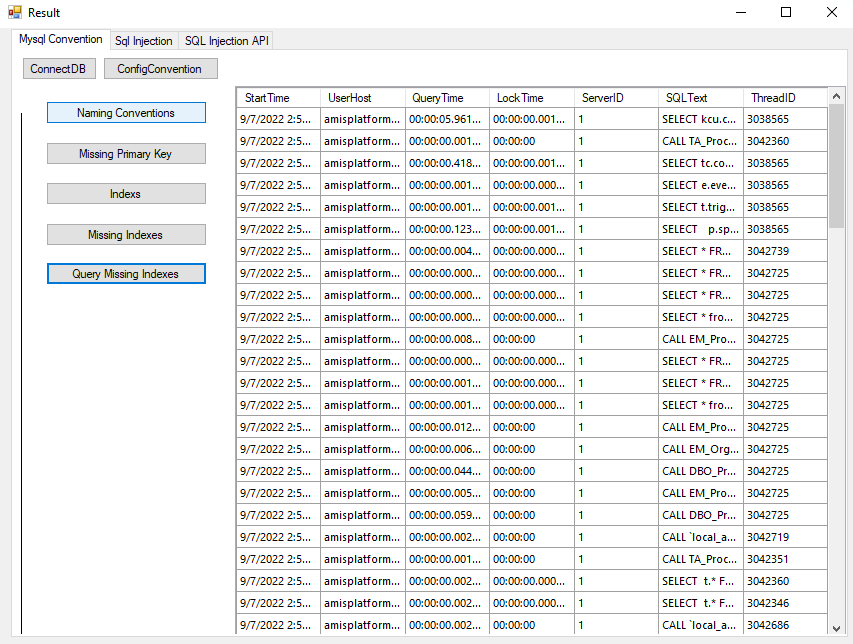 Result
Mysql Convention Sql Injection SQL Injection API
ConnectDB ConfigConvention
Naming Conventions
Missing Primary Key
Indexs
Missing Indexes
Query Missing Indexes
StartTime UserHost QueryTime LockTime ServerID SQLText ThreadID
9/7/2022 2:5... amisplatform... 00:00:05.961... 00:00:00.001... 1 SELECT kcu.c... 3038565
9/7/2022 2:5... amisplatform... 00:00:00.001... 00:00:00 1 CALL TA_Proc... 3042360
9/7/2022 2:5... amisplatform... 00:00:00.418... 00:00:00.001... 1 SELECT tc.co... 3038565
9/7/2022 2:5... amisplatform... 00:00:00.001... 00:00:00.000... 1 SELECT e.eve... 3038565
9/7/2022 2:5... amisplatform... 00:00:00.001... 00:00:00.001... 1 SELECT t.trig... 3038565
9/7/2022 2:5... amisplatform... 00:00:00.123... 00:00:00.001... 1 SELECT p.sp... 3038565
9/7/2022 2:5... amisplatform... 00:00:00.004... 00:00:00.000... 1 SELECT * FR... 3042739
9/7/2022 2:5... amisplatform... 00:00:00.000... 00:00:00.000... 1 SELECT * FR... 3042725
9/7/2022 2:5... amisplatform... 00:00:00.000... 00:00:00.000... 1 SELECT * FR... 3042725
9/7/2022 2:5... amisplatform... 00:00:00.000... 00:00:00.000... 1 SELECT * fro... 3042725
9/7/2022 2:5... amisplatform... 00:00:00.008... 00:00:00 1 CALL EM_Pro... 3042725
9/7/2022 2:5... amisplatform... 00:00:00.000... 00:00:00.000... 1 SELECT * FR... 3042725
9/7/2022 2:5... amisplatform... 00:00:00.001... 00:00:00.000... 1 SELECT * FR... 3042725
9/7/2022 2:5... amisplatform... 00:00:00.001... 00:00:00.000... 1 SELECT * fro... 3042725
9/7/2022 2:5... amisplatform... 00:00:00.012... 00:00:00 1 CALL EM_Pro... 3042725
9/7/2022 2:5... amisplatform... 00:00:00.006... 00:00:00 1 CALL EM_Org... 3042725
9/7/2022 2:5... amisplatform... 00:00:00.044... 00:00:00 1 CALL DBO_Pr... 3042725
9/7/2022 2:5... amisplatform... 00:00:00.005... 00:00:00 1 CALL EM_Pro... 3042725
9/7/2022 2:5... amisplatform... 00:00:00.059... 00:00:00 1 CALL DBO_Pr... 3042725
9/7/2022 2:5... amisplatform... 00:00:00.002... 00:00:00 1 CALL `local_a... 3042719
9/7/2022 2:5... amisplatform... 00:00:00.001... 00:00:00 1 CALL TA_Proc... 3042351
9/7/2022 2:5... amisplatform... 00:00:00.002... 00:00:00.000... 1 SELECT t.* F... 3042360
9/7/2022 2:5... amisplatform... 00:00:00.002... 00:00:00.000... 1 SELECT t.* F... 3042346
9/7/2022 2:5... amisplatform... 00:00:00.002... 00:00:00 1 CALL `local_a... 3042686